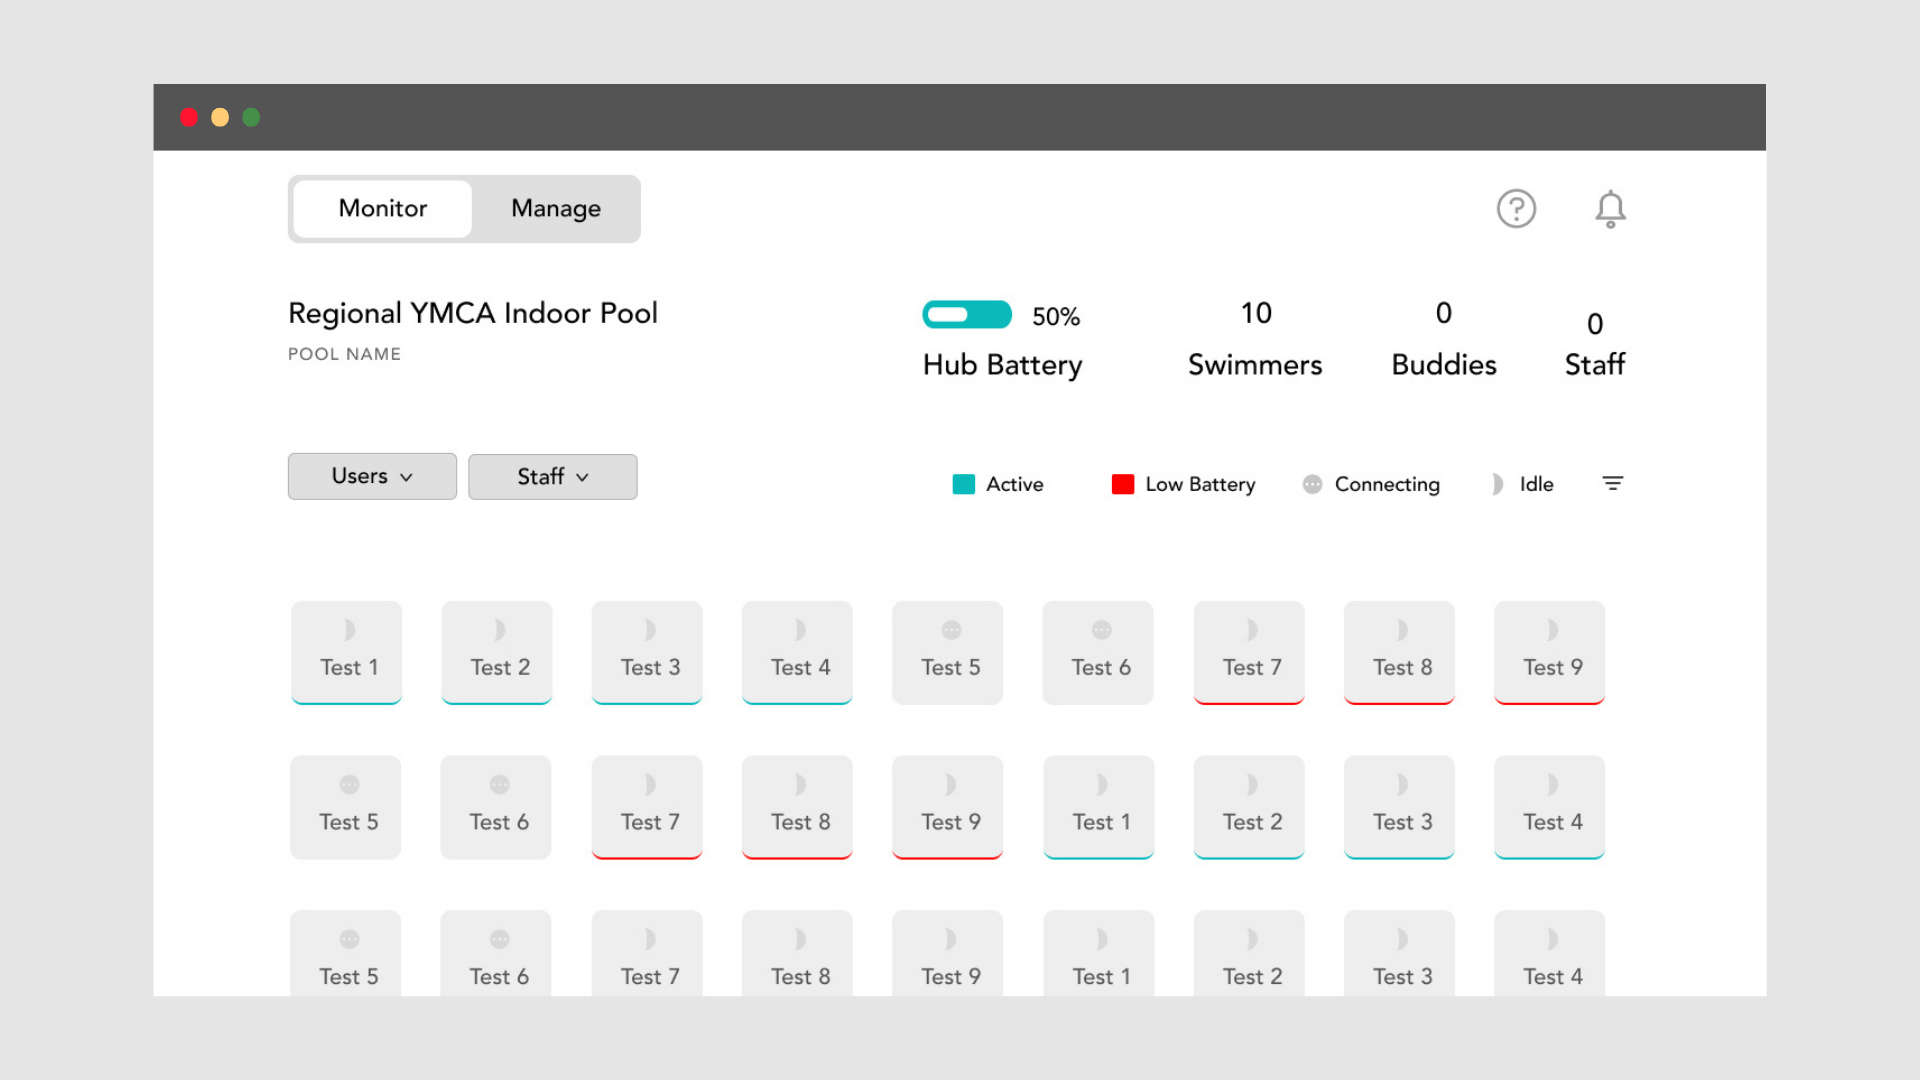 Monitor Manage
Regional YMCA Indoor Pool
POOL NAME
50%
Hub Battery
10
Swimmers
0
Buddies
0
Staff
Users Staff
Active Low Battery Connecting Idle
Test 1 Test 2 Test 3 Test 4 Test 5 Test 6 Test 7 Test 8 Test 9
Test 5 Test 6 Test 7 Test 8 Test 9 Test 1 Test 2 Test 3 Test 4
Test 5 Test 6 Test 7 Test 8 Test 9 Test 1 Test 2 Test 3 Test 4